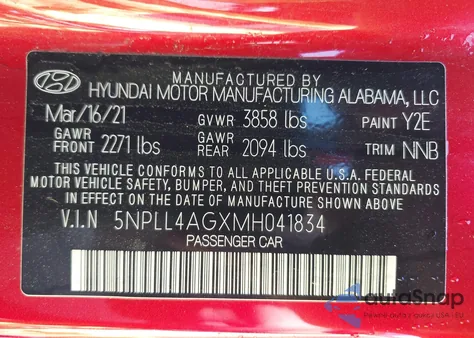 MANUFACTURED BY
HYUNDAI MOTOR MANUFACTURING ALABAMA, LLC
Mar/16/21 GVWR 3858 lbs PAINT Y2E
GAWR FRONT 2271 lbs GAWR REAR 2094 lbs TRIM NNB
THIS VEHICLE CONFORMS TO ALL APPLICABLE U.S.A. FEDERAL
MOTOR VEHICLE SAFETY, BUMPER, AND THEFT PREVENTION
STANDARDS IN EFFECT ON THE DATE OF MANUFACTURE SHOWN
ABOVE.
V.I.N 5NPLL4AGXMH041834
PASSENGER CAR
autoSnap